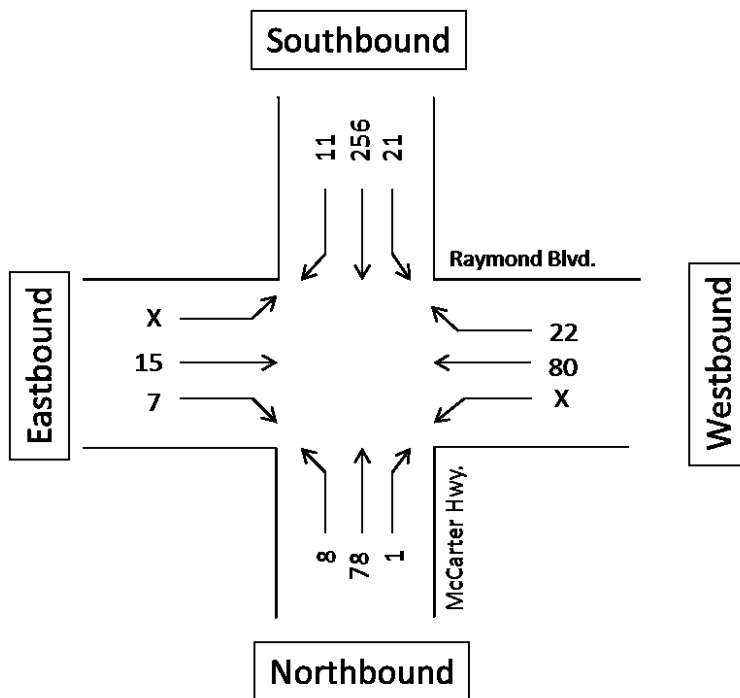 Southbound
11 256 21
Raymond Blvd.
Eastbound
X
15
7
22
80
X
Westbound
8 78 1
McCarter Hwy.
Northbound